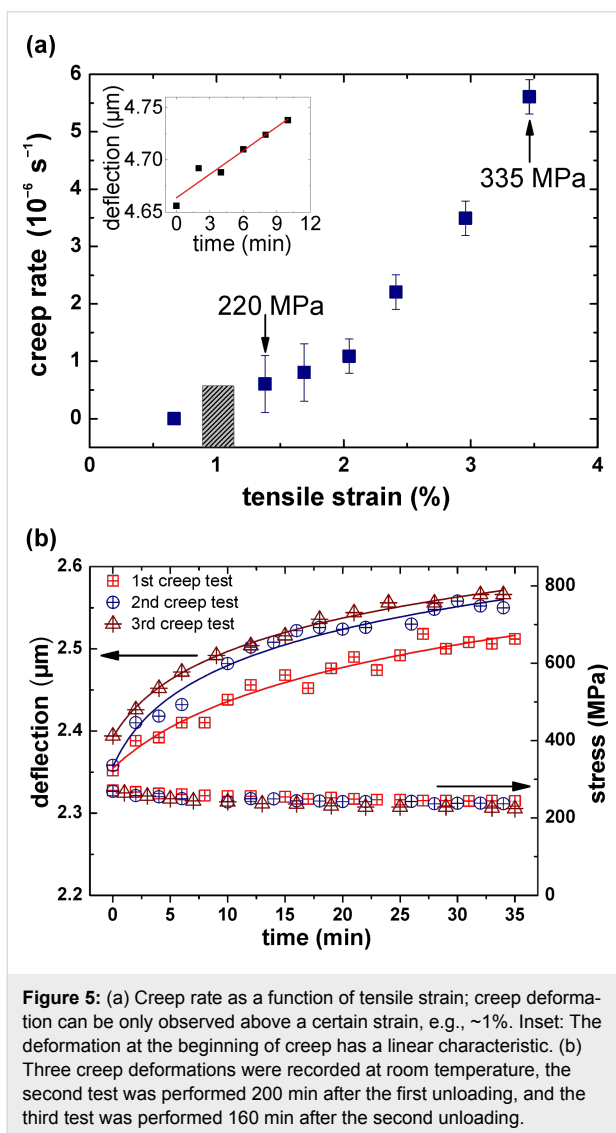 (a)
6
5
4
3
2
1
0
creep rate (10⁻⁶ s⁻¹)
4.75
4.70
4.65
deflection (µm)
0 3 6 9 12
time (min)
220 MPa
335 MPa
0 1 2 3 4
tensile strain (%)
(b)
2.6
2.5
2.4
2.3
2.2
deflection (µm)
1st creep test
2nd creep test
3rd creep test
800
600
400
200
0
stress (MPa)
0 5 10 15 20 25 30 35
time (min)
Figure 5: (a) Creep rate as a function of tensile strain; creep deforma-
tion can be only observed above a certain strain, e.g., ~1%. Inset: The
deformation at the beginning of creep has a linear characteristic. (b)
Three creep deformations were recorded at room temperature, the
second test was performed 200 min after the first unloading, and the
third test was performed 160 min after the second unloading.